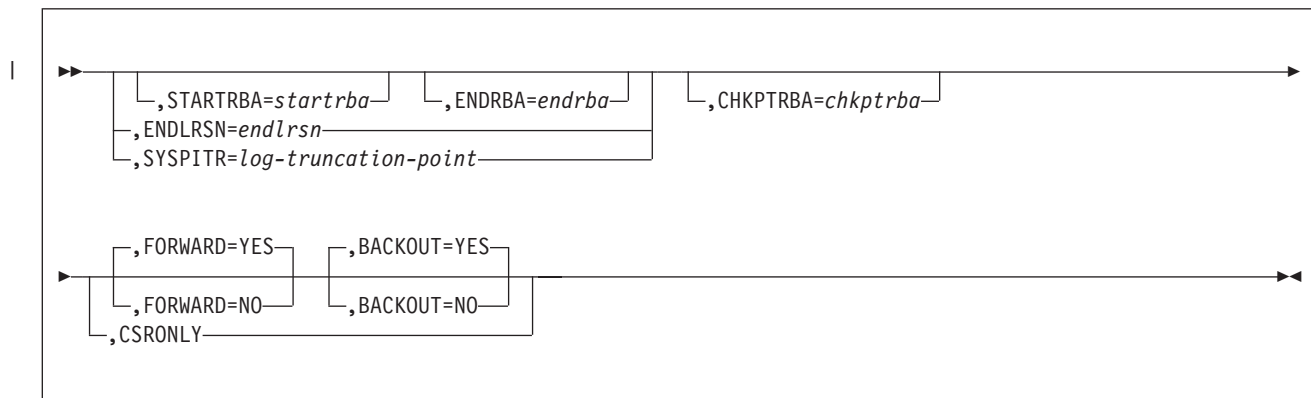 ,STARTRBA=startrba ,ENDRBA=endrba ,CHKPTRBA=chkptrba
,ENDLRSN=endlrsn
,SYSPITR=log-truncation-point
,FORWARD=YES ,BACKOUT=YES
,FORWARD=NO ,BACKOUT=NO
,CSRONLY